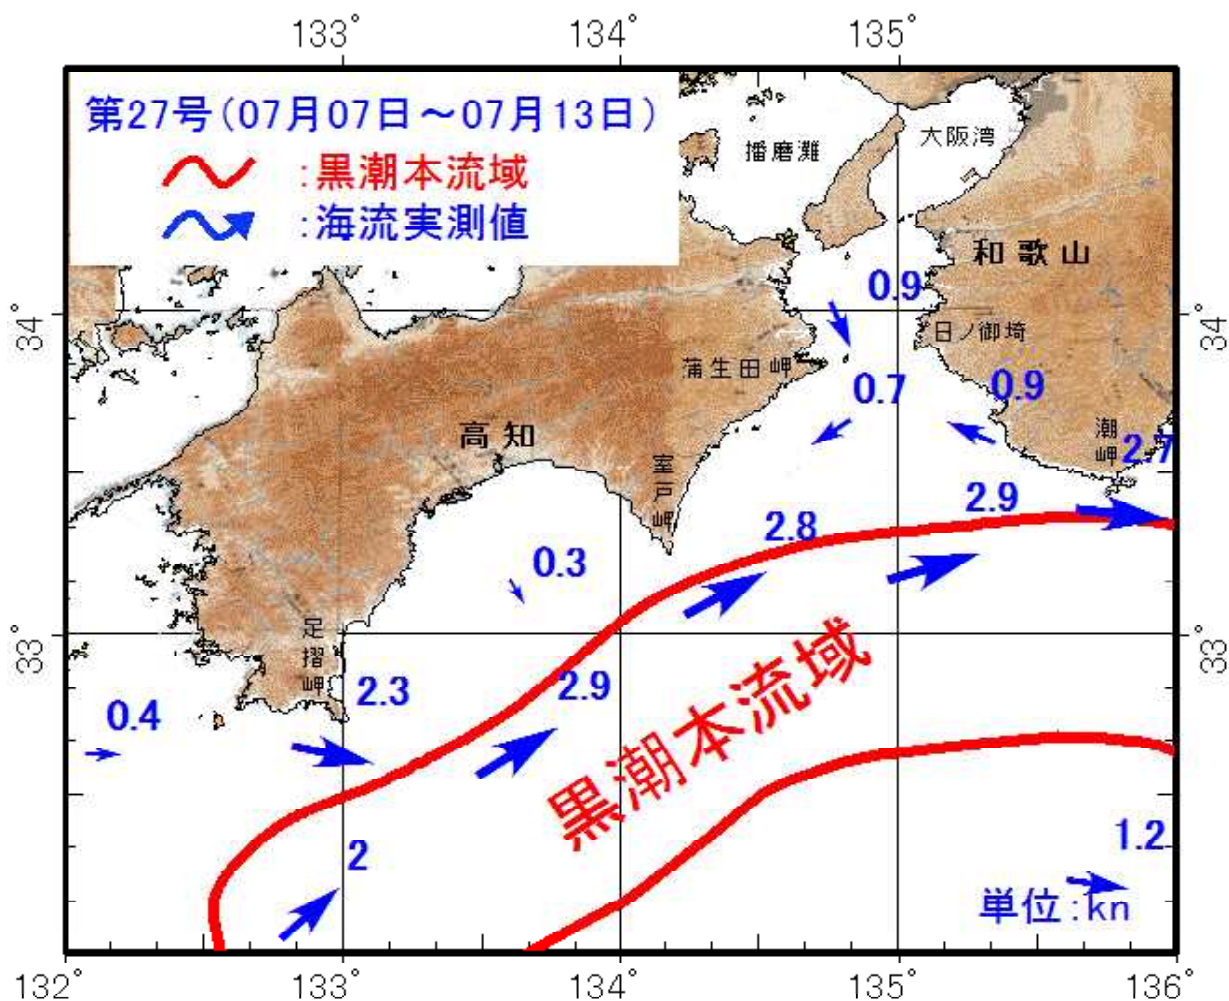 133° 134° 135°
第27号(07月07日～07月13日)
:黒潮本流域
:海流実測値
播磨灘
大阪湾
和歌山
0.9
34° 34°
日ノ御埼
蒲生田岬
0.7
0.9
高知
潮岬
2.7
室戸岬
2.9
2.8
0.3
33° 33°
足摺岬
2.3
2.9
0.4
黒潮本流域
2
1.2
単位:kn
132° 133° 134° 135° 136°